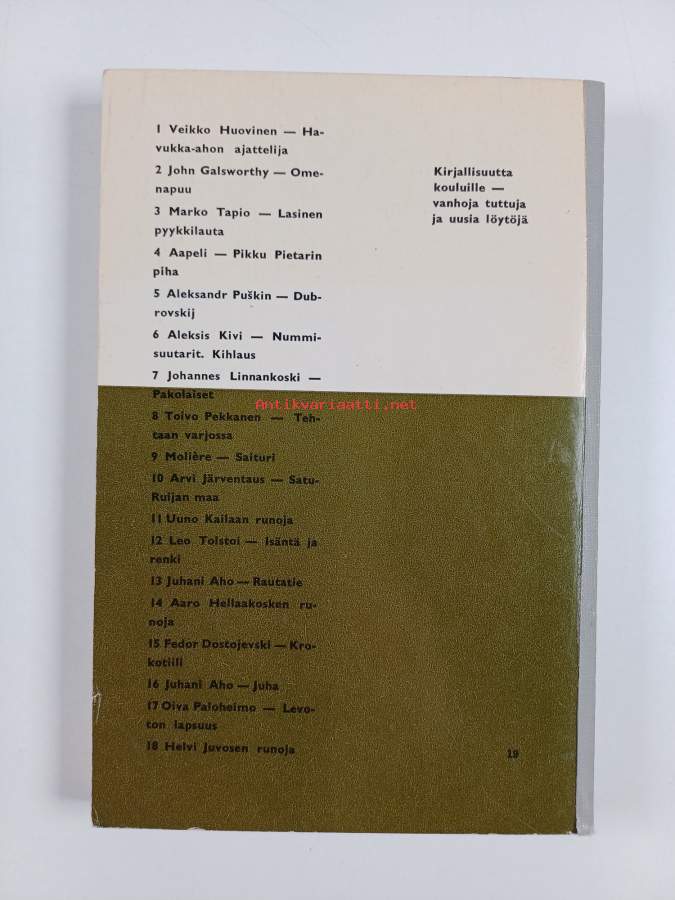 1 Veikko Huovinen — Ha-
vukka-ahon ajattelija
2 John Galsworthy — Ome-
napuu
3 Marko Tapio — Lasinen
pyykkilauta
4 Aapeli — Pikku Pietarin
piha
5 Aleksandr Puškin — Dub-
rovskij
6 Aleksis Kivi — Nummi-
suutarit. Kihlaus
7 Johannes Linnankoski —
Pakolaiset
8 Toivo Pekkanen — Teh-
taan varjossa
9 Molière — Saituri
10 Arvi Järventaus — Satu-
Ruijan maa
11 Uuno Kailaan runoja
12 Leo Tolstoi — Isäntä ja
renki
13 Juhani Aho — Rautatie
14 Aaro Hellaakosken ru-
noja
15 Fedor Dostojevski — Kro-
kotiili
16 Juhani Aho — Juha
17 Oiva Paloheimo — Levo-
ton lapsuus
18 Helvi Juvosen runoja
Kirjallisuutta
kouluille —
vanhoja tuttuja
ja uusia löytöjä
Antikvariaatti.net
19